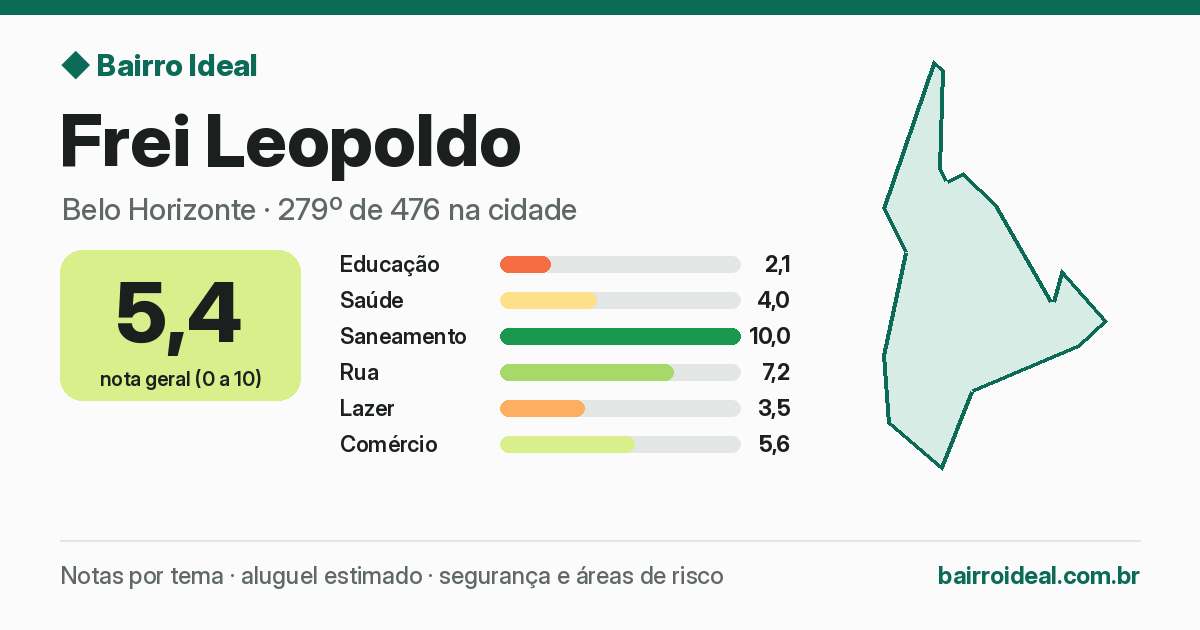 Bairro Ideal
Frei Leopoldo
Belo Horizonte · 279º de 476 na cidade
5,4
nota geral (0 a 10)
Educação 2,1
Saúde 4,0
Saneamento 10,0
Rua 7,2
Lazer 3,5
Comércio 5,6
Notas por tema · aluguel estimado · segurança e áreas de risco
bairroideal.com.br